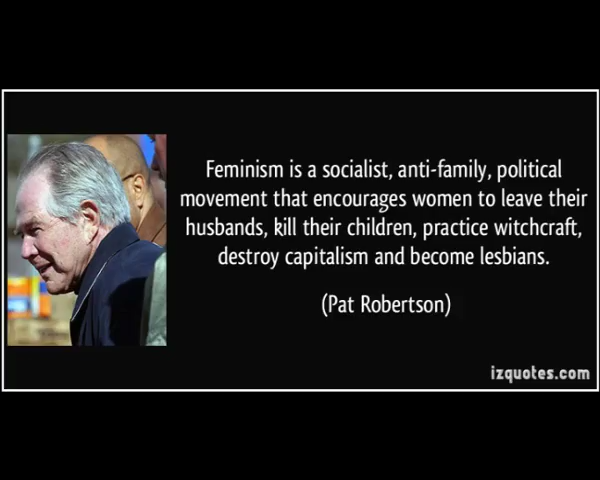 Feminism is a socialist, anti-family, political
movement that encourages women to leave their
husbands, kill their children, practice witchcraft,
destroy capitalism and become lesbians.
(Pat Robertson)
izquotes.com